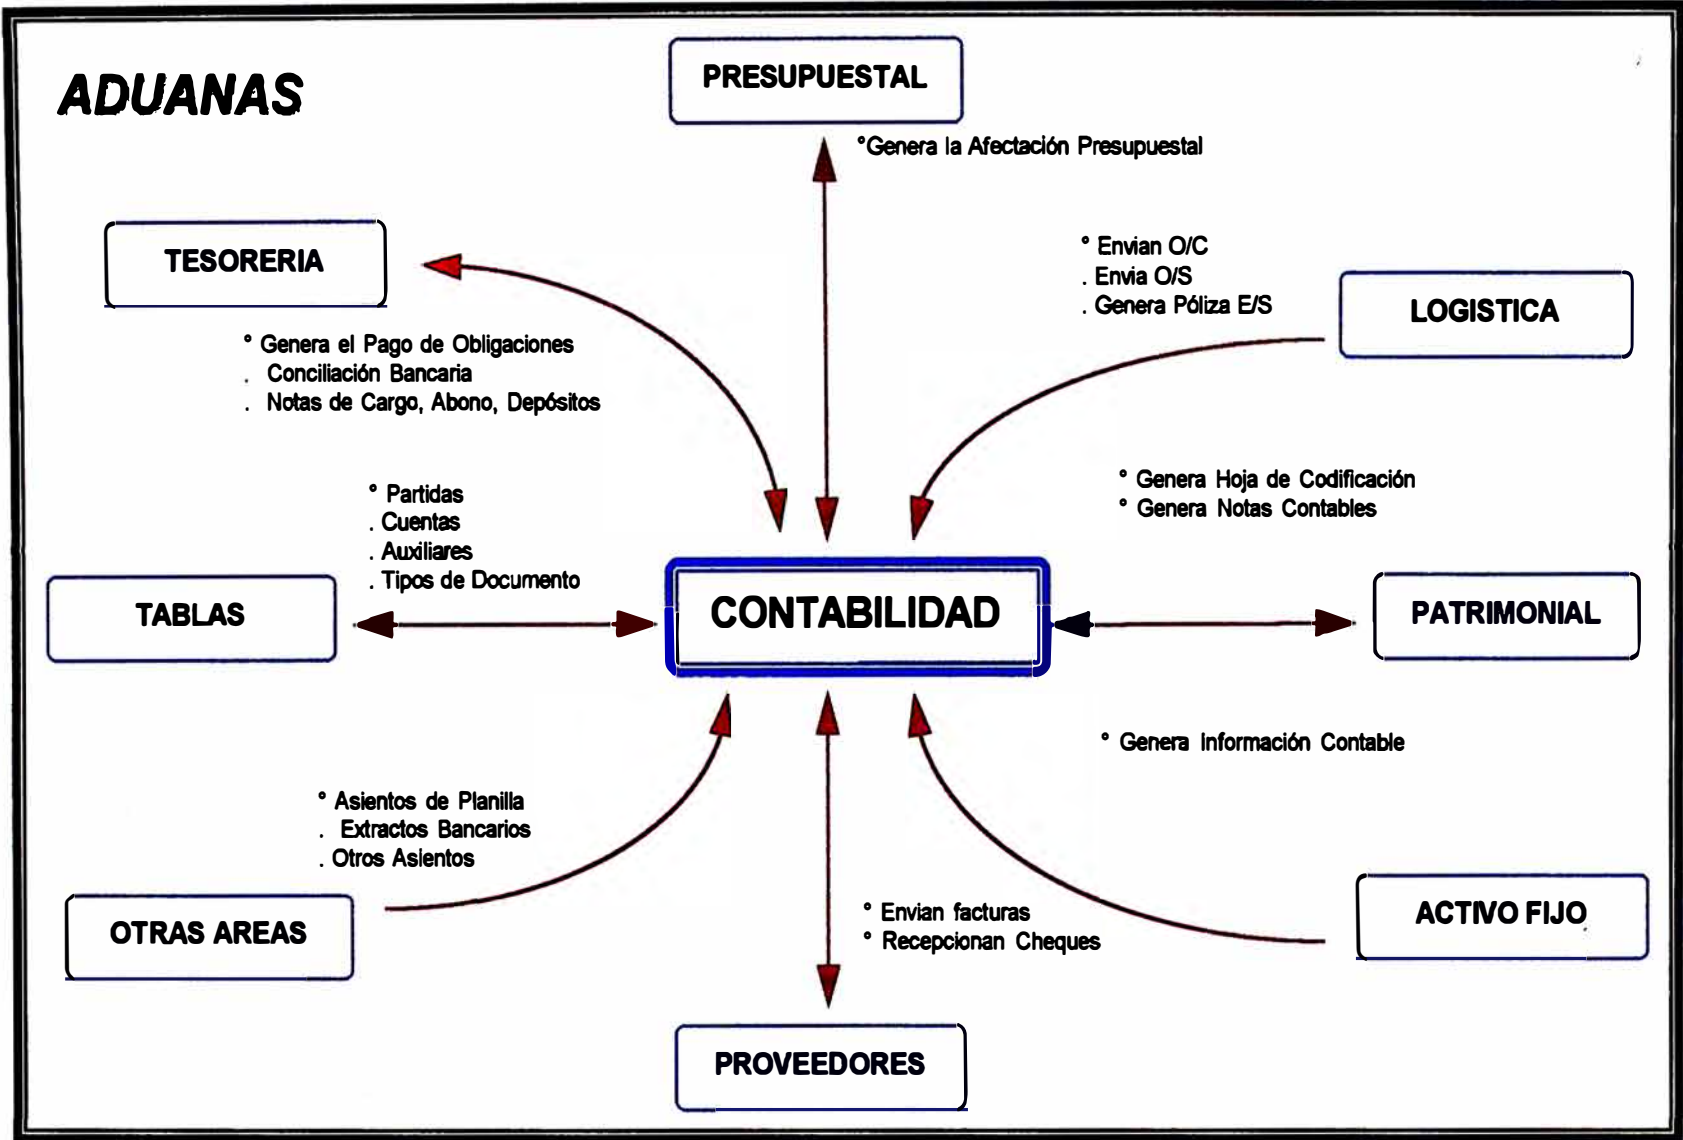 ADUANAS
PRESUPUESTAL
°Genera la Afectación Presupuestal
TESORERIA
° Genera el Pago de Obligaciones
. Conciliación Bancaria
. Notas de Cargo, Abono, Depósitos
° Envian O/C
. Envia O/S
. Genera Póliza E/S
LOGISTICA
° Partidas
. Cuentas
. Auxiliares
. Tipos de Documento
° Genera Hoja de Codificación
° Genera Notas Contables
TABLAS
CONTABILIDAD
PATRIMONIAL
° Genera Información Contable
° Asientos de Planilla
. Extractos Bancarios
. Otros Asientos
OTRAS AREAS
° Envian facturas
° Recepcionan Cheques
ACTIVO FIJO
PROVEEDORES